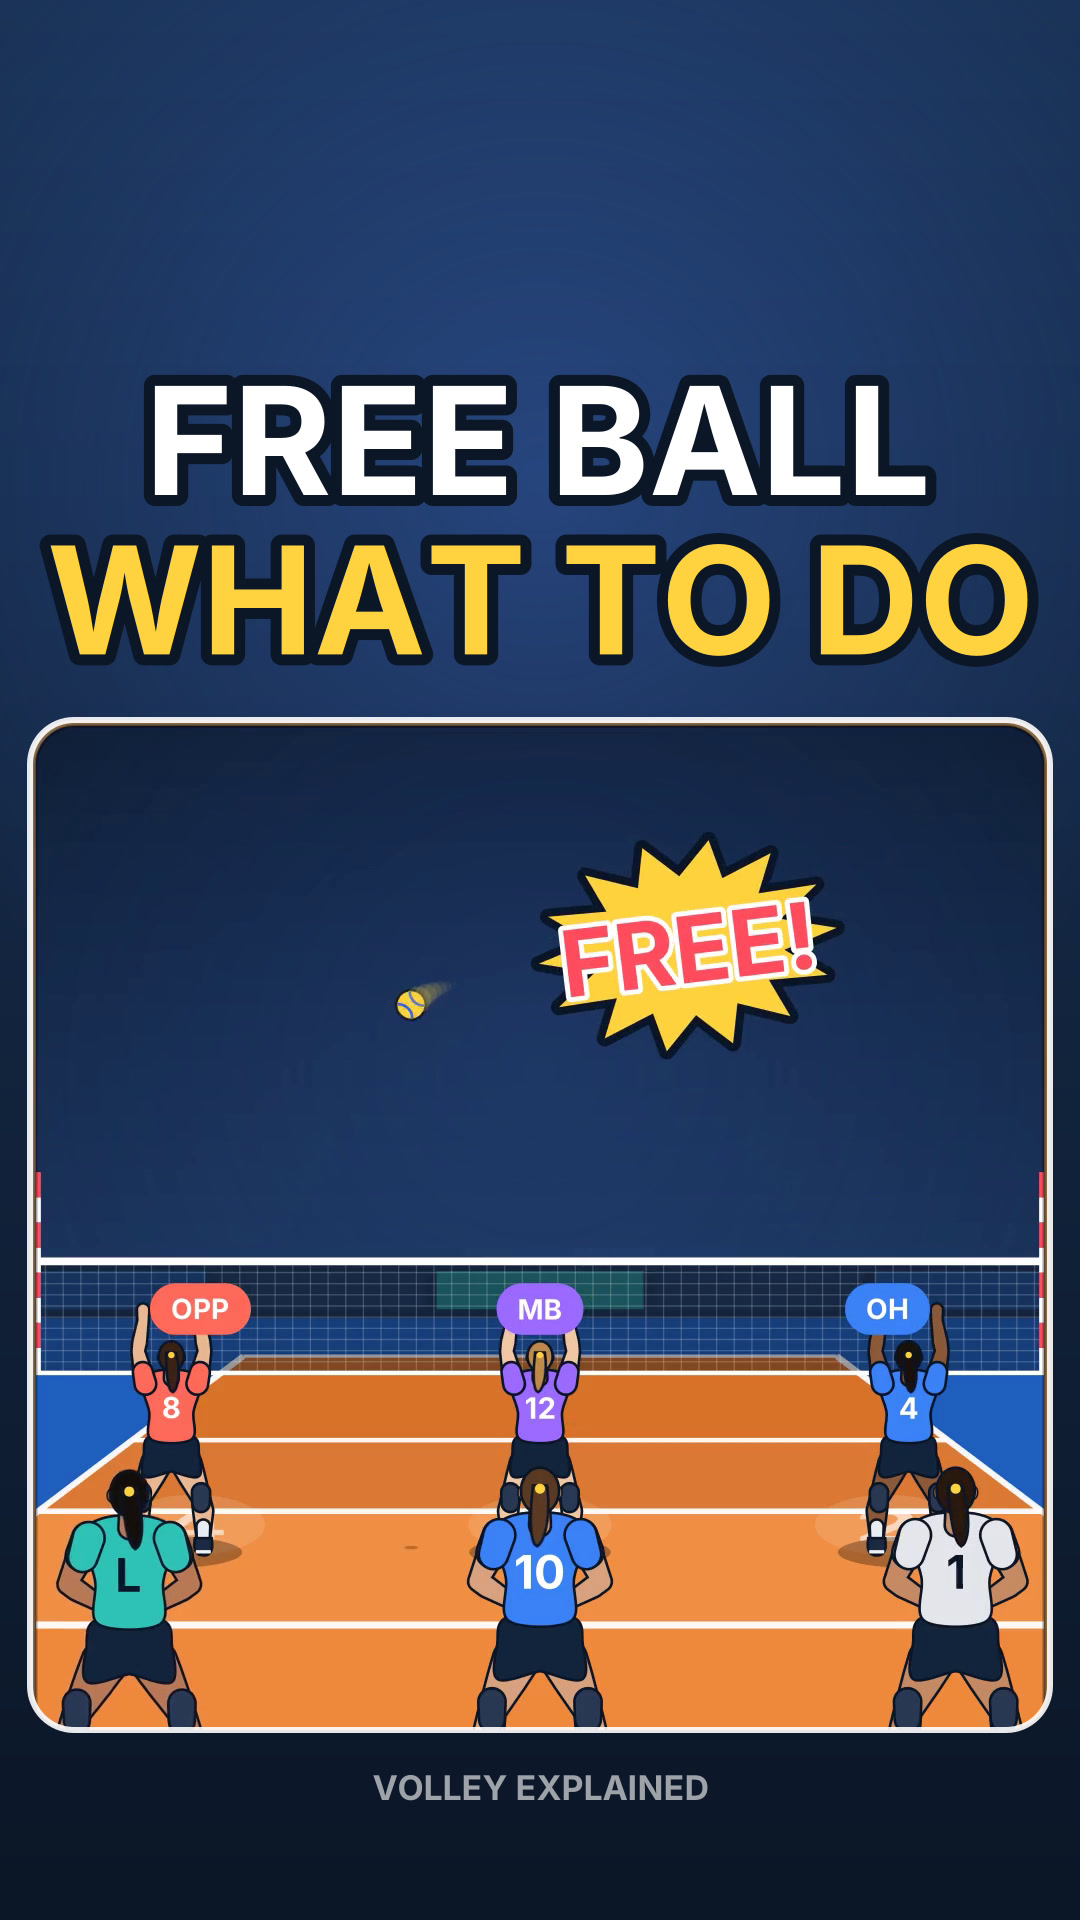 FREE BALL
WHAT TO DO
FREE!
OPP
MB
OH
8
12
4
L
10
1
VOLLEY EXPLAINED